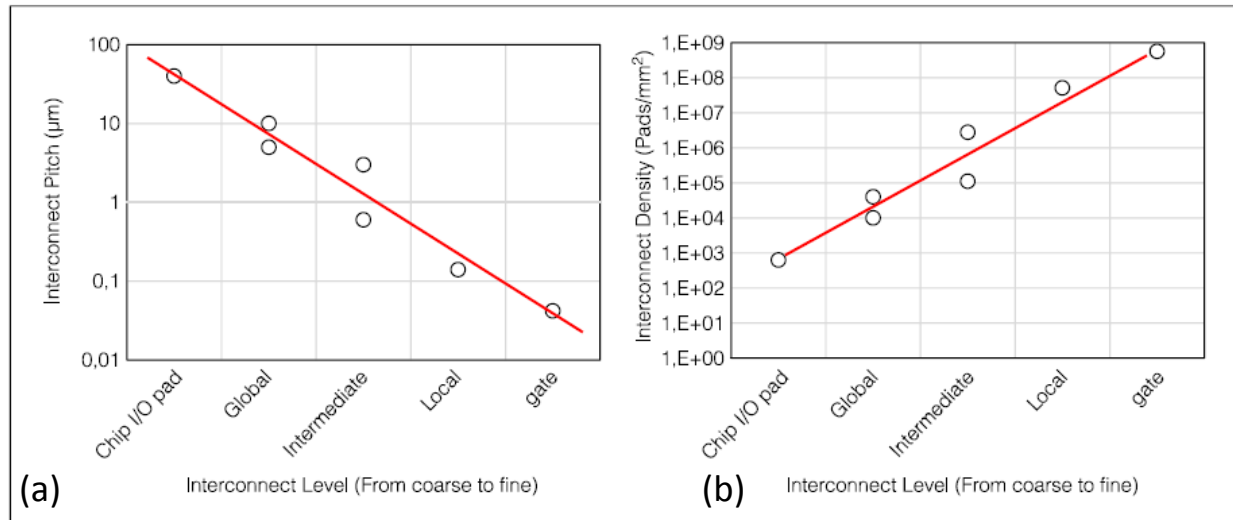 Interconnect Pitch (µm)
100
10
1
0,1
0,01
Chip I/O pad
Global
Intermediate
Local
gate
(a)
Interconnect Level (From coarse to fine)
Interconnect Density (Pads/mm²)
1,E+09
1,E+08
1,E+07
1,E+06
1,E+05
1,E+04
1,E+03
1,E+02
1,E+01
1,E+00
Chip I/O pad
Global
Intermediate
Local
gate
(b)
Interconnect Level (From coarse to fine)